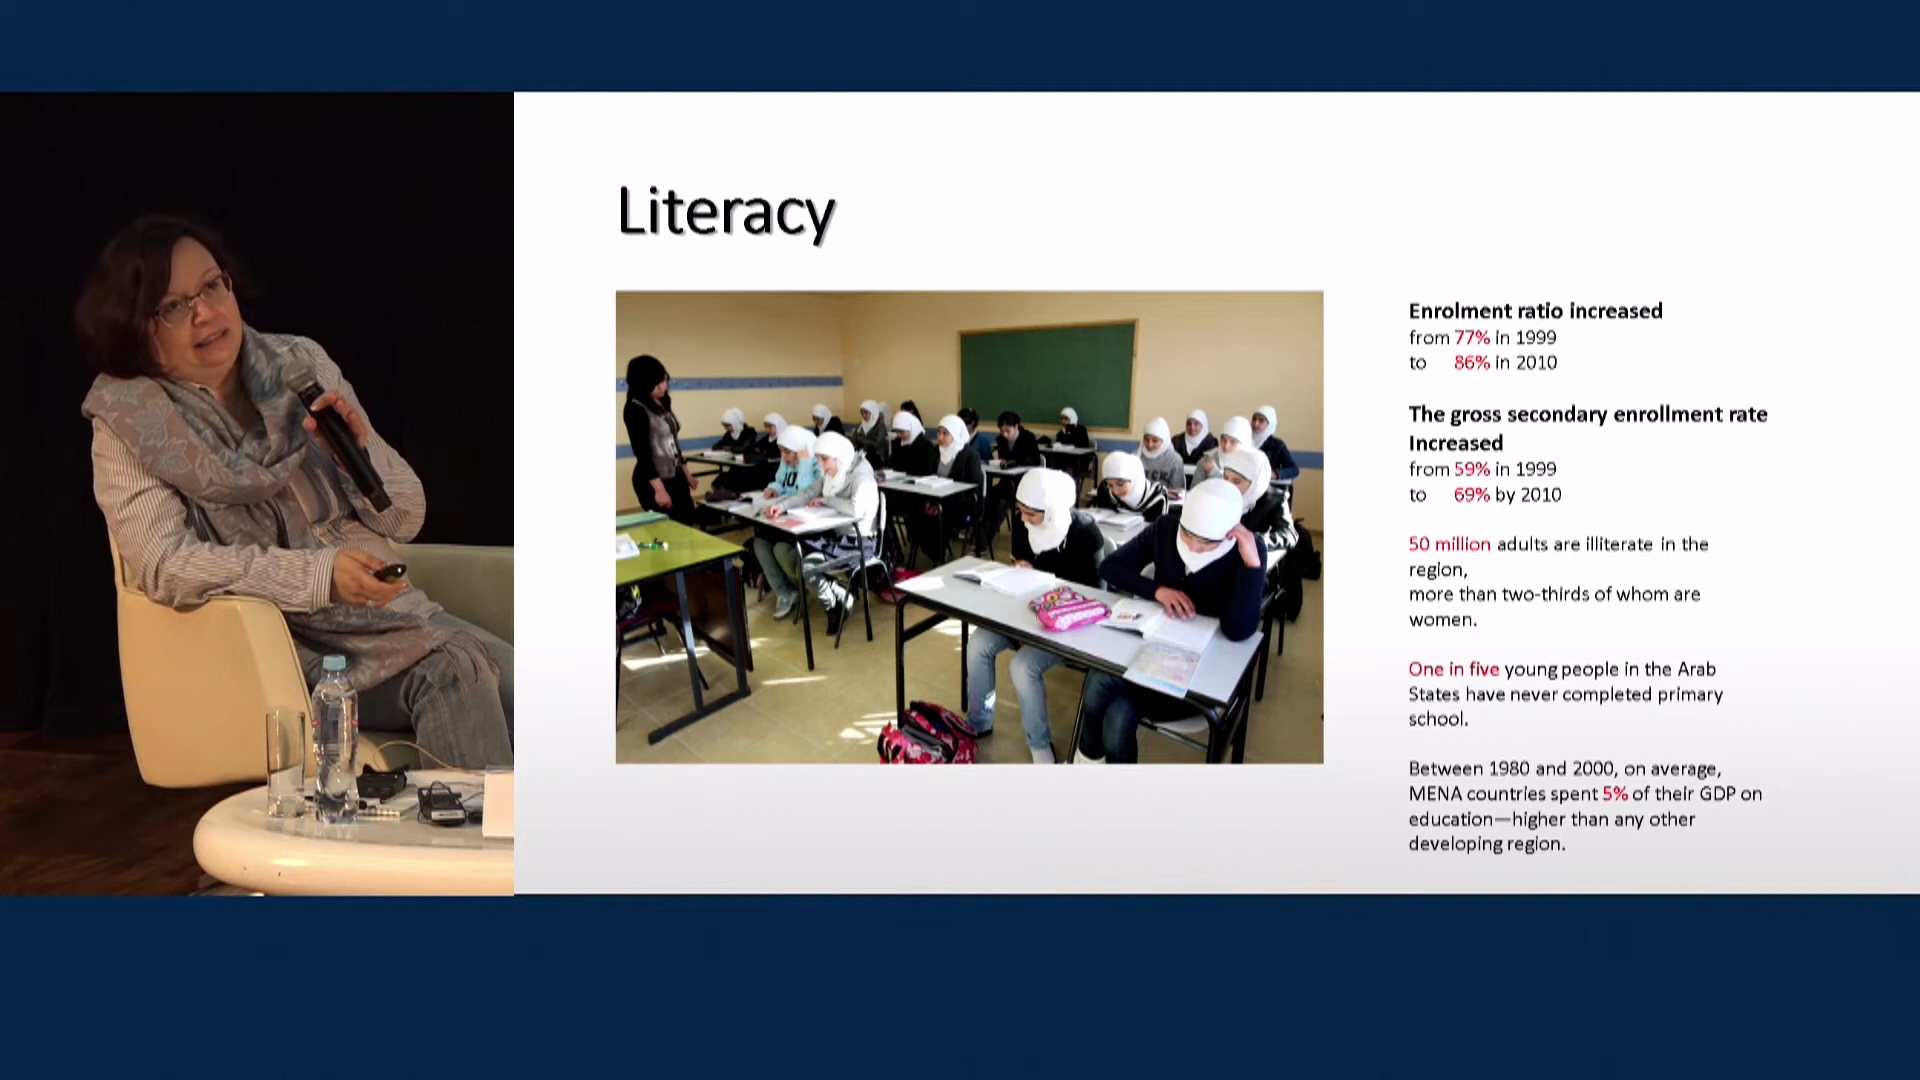 Literacy
Enrolment ratio increased
from 77% in 1999
to 86% in 2010
The gross secondary enrollment rate
Increased
from 59% in 1999
to 69% by 2010
50 million adults are illiterate in the
region,
more than two-thirds of whom are
women.
One in five young people in the Arab
States have never completed primary
school.
Between 1980 and 2000, on average,
MENA countries spent 5% of their GDP on
education—higher than any other
developing region.